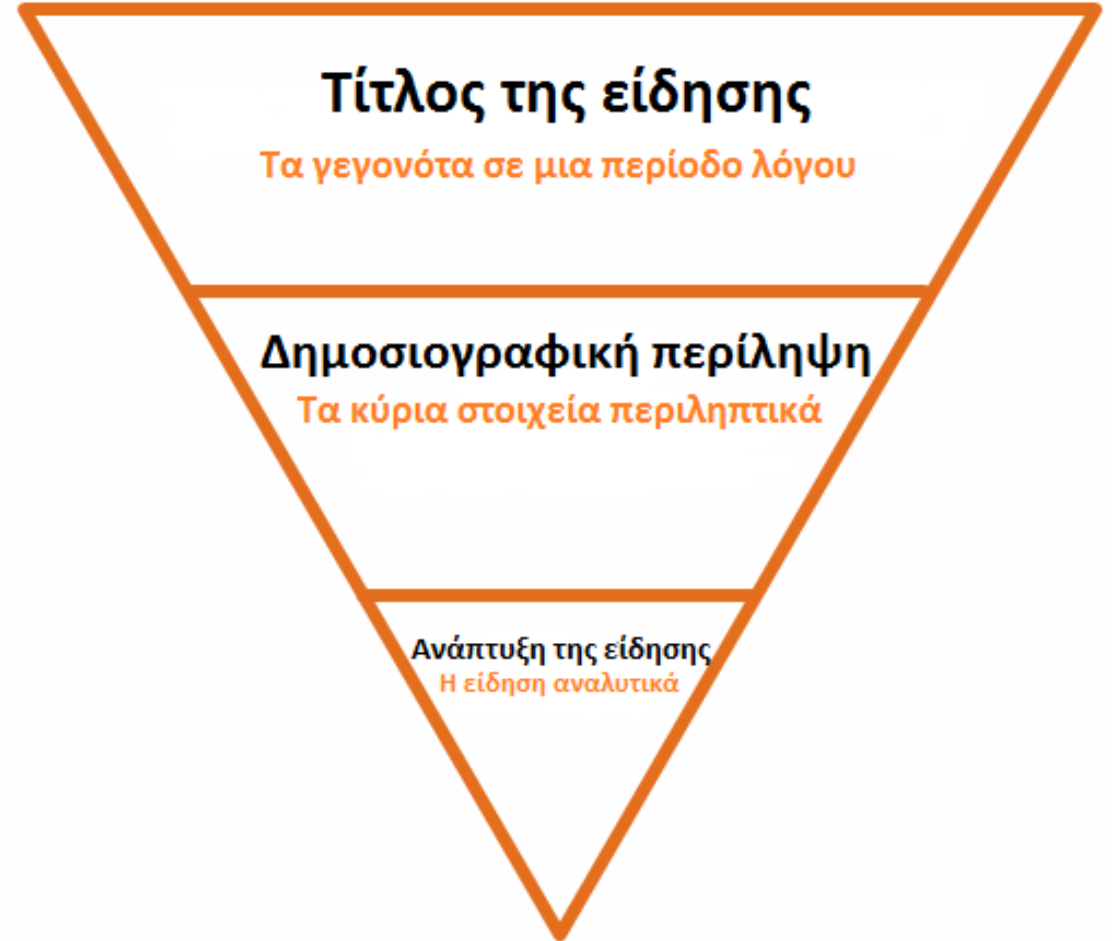 Τίτλος της είδησης
Τα γεγονότα σε μια περίοδο λόγου
Δημοσιογραφική περίληψη
Τα κύρια στοιχεία περιληπτικά
Ανάπτυξη της είδησης
Η είδηση αναλυτικά